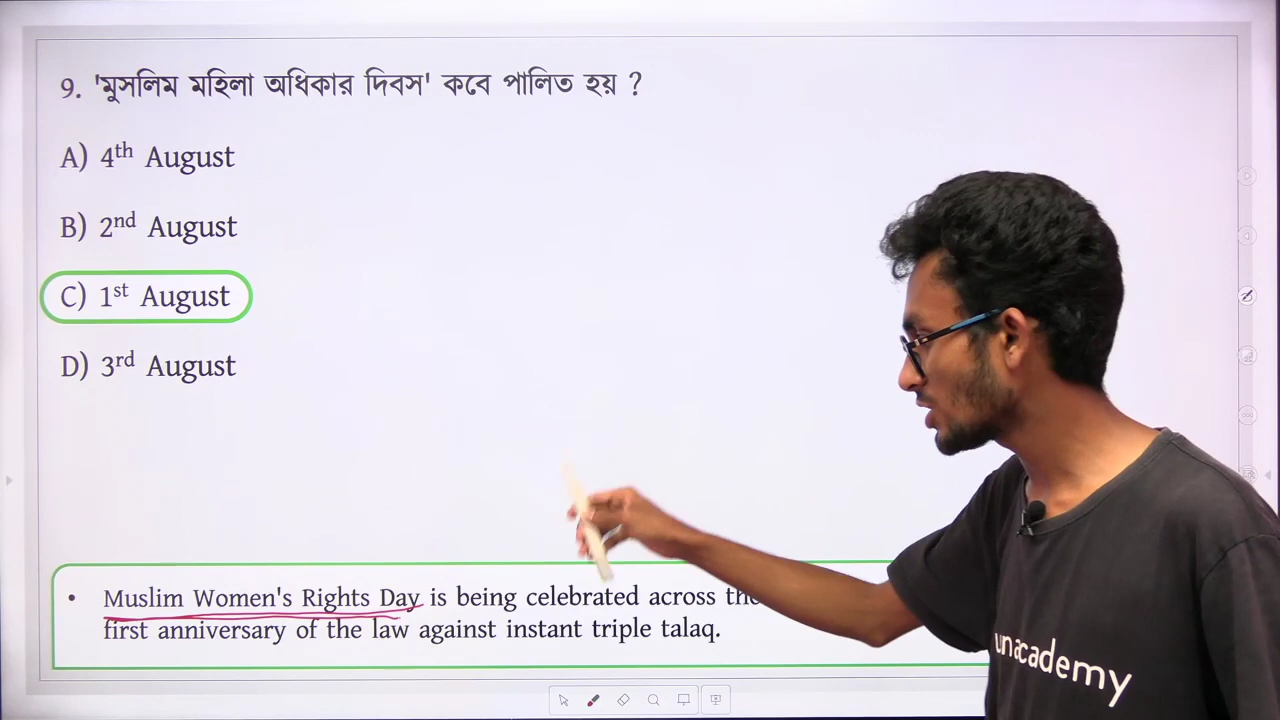 9. 'মুসলিম মহিলা অধিকার দিবস' কবে পালিত হয় ?
A) 4th August
B) 2nd August
C) 1st August
D) 3rd August
• Muslim Women's Rights Day is being celebrated across the
first anniversary of the law against instant triple talaq.
unacademy